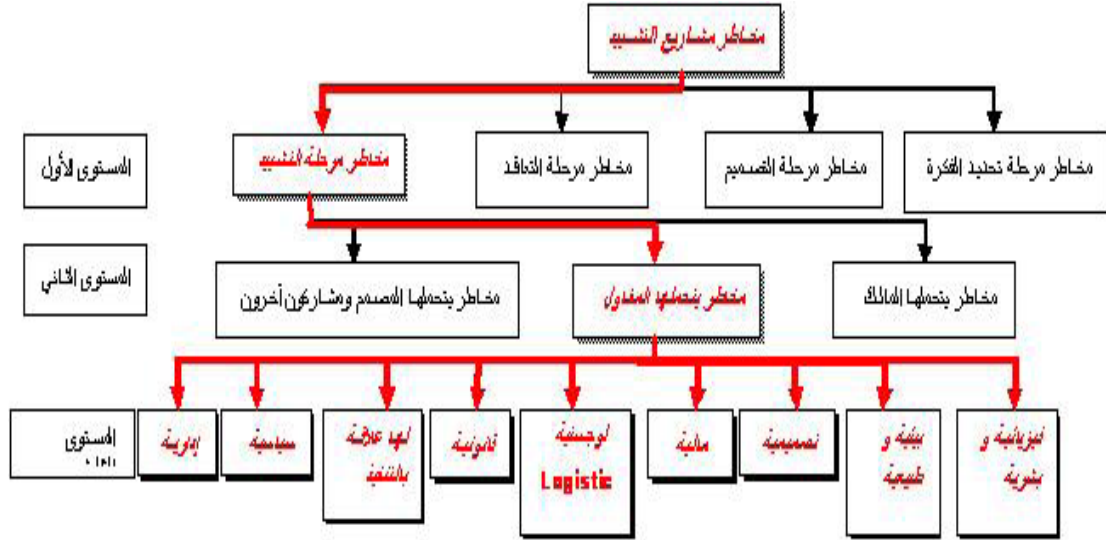 مخاطر مشاريع التشييد
المستوى الأول
مخاطر مرحلة تحديد الفكرة
مخاطر مرحلة التصميم
مخاطر مرحلة التعاقد
مخاطر مرحلة التشييد
المستوى الثاني
مخاطر يتحملها المالك
مخاطر يتحملها المقاول
مخاطر يتحملها المصمم ومشاركون آخرون
المستوى
فيزيائية و
بشرية
بيئية و
طبيعية
تصميمية
مالية
لوجستية
Logistic
قانونية
لها علاقة
بالتنفيذ
سياسية
إدارية